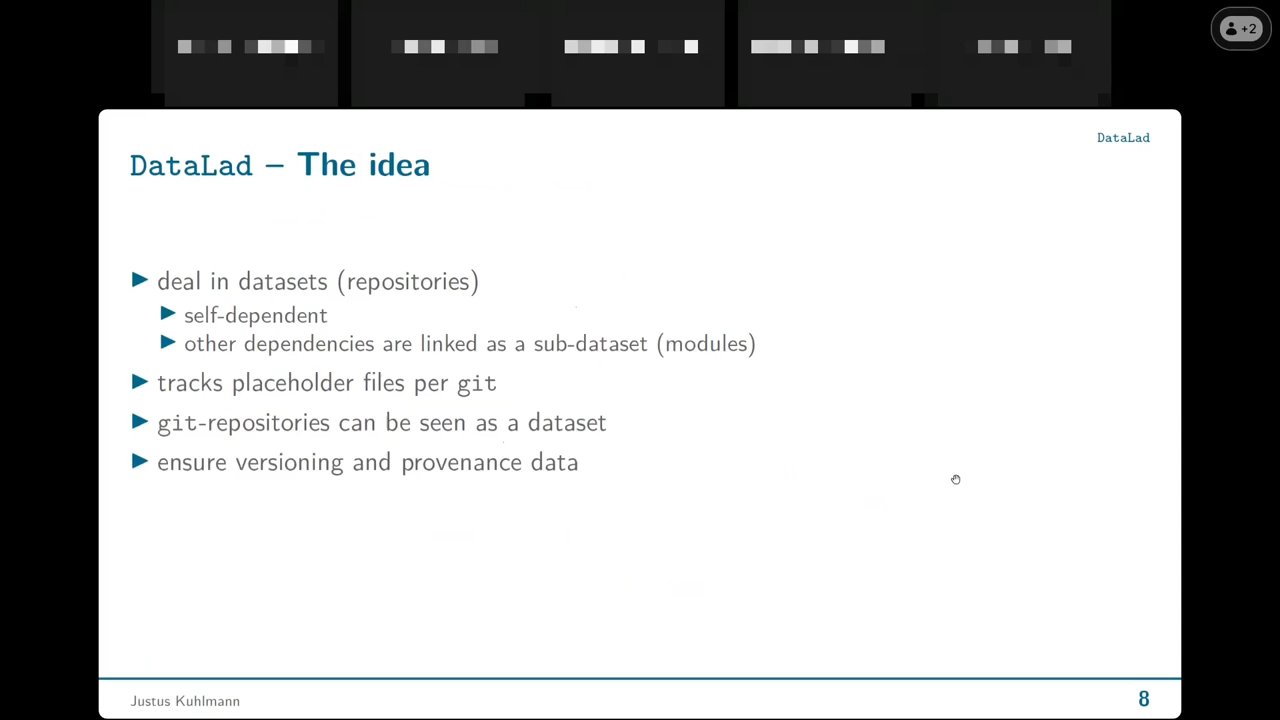 +2
DataLad
DataLad – The idea
▶ deal in datasets (repositories)
▶ self-dependent
▶ other dependencies are linked as a sub-dataset (modules)
▶ tracks placeholder files per git
▶ git-repositories can be seen as a dataset
▶ ensure versioning and provenance data
Justus Kuhlmann
8